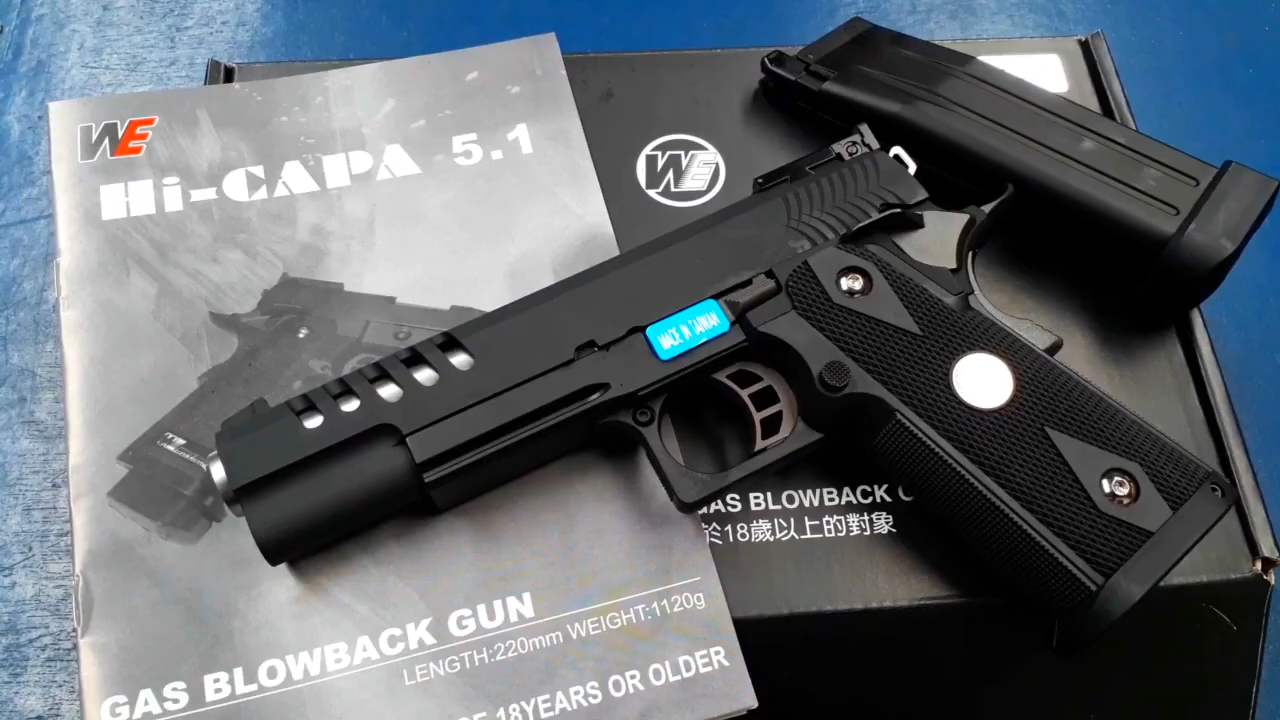 WE
Hi-CAPA 5.1
WE
MADE IN TAIWAN
GAS BLOWBACK
於18歲以上的對象
GAS BLOWBACK GUN
LENGTH:220mm WEIGHT:1120g
18YEARS OR OLDER